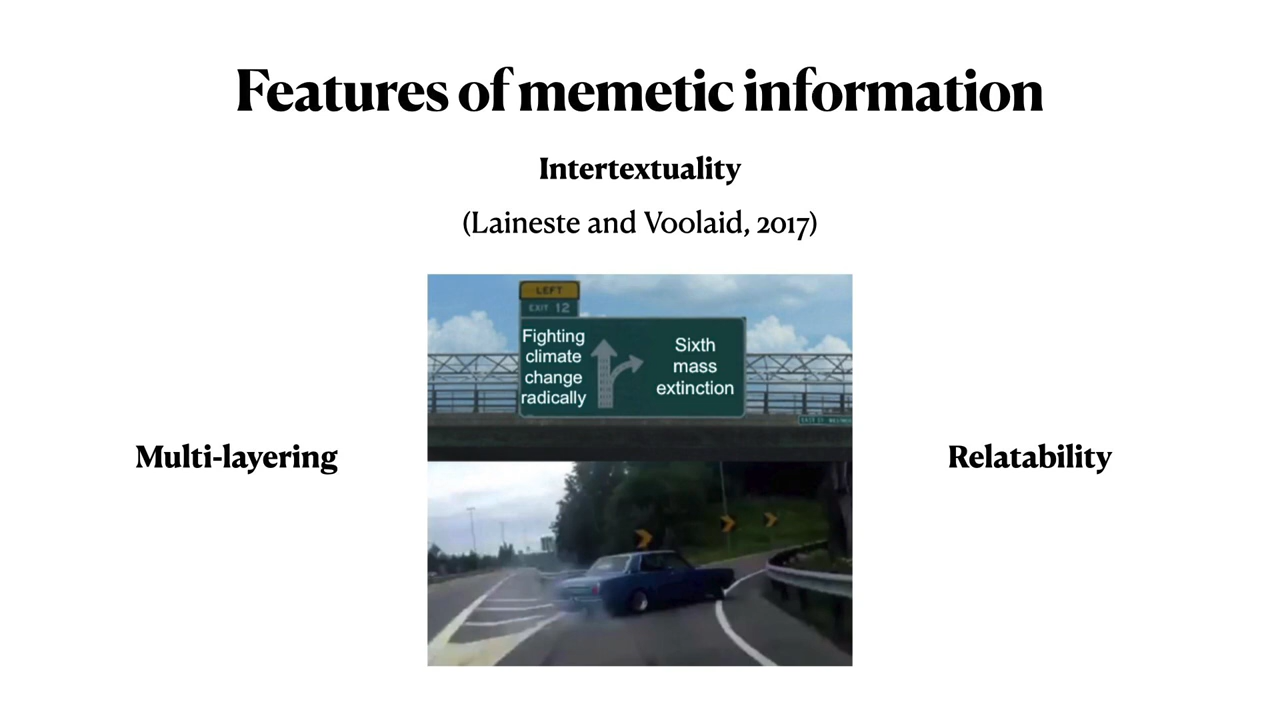 Features of memetic information
Intertextuality
(Laineste and Voolaid, 2017)
LEFT
EXIT 12
Fighting
climate
change
radically
Sixth
mass
extinction
Multi-layering
Relatability